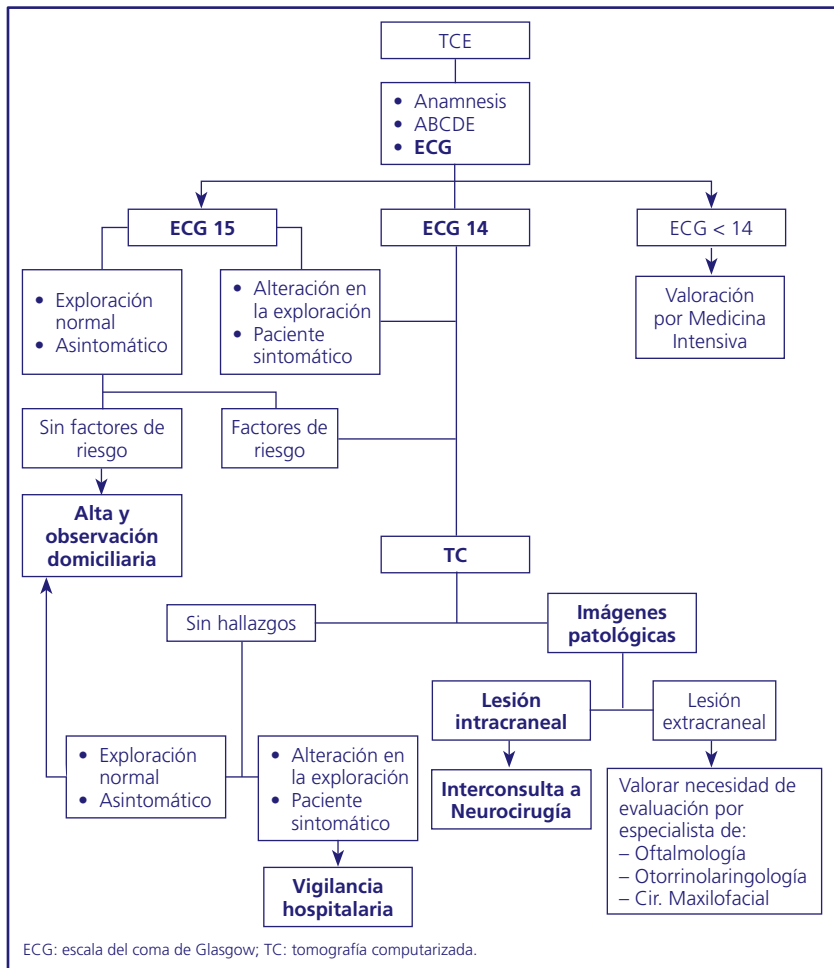 TCE
• Anamnesis
• ABCDE
• ECG
ECG 15
ECG 14
ECG < 14
• Exploración
normal
• Asintomático
• Alteración en
la exploración
• Paciente
sintomático
Valoración
por Medicina
Intensiva
Sin factores de
riesgo
Factores de
riesgo
Alta y
observación
domiciliaria
TC
Sin hallazgos
Imágenes
patológicas
Lesión
intracraneal
Lesión
extracraneal
• Exploración
normal
• Asintomático
• Alteración en
la exploración
• Paciente
sintomático
Interconsulta a
Neurocirugía
Valorar necesidad de
evaluación por
especialista de:
– Oftalmología
– Otorrinolaringología
– Cir. Maxilofacial
Vigilancia
hospitalaria
ECG: escala del coma de Glasgow; TC: tomografía computarizada.